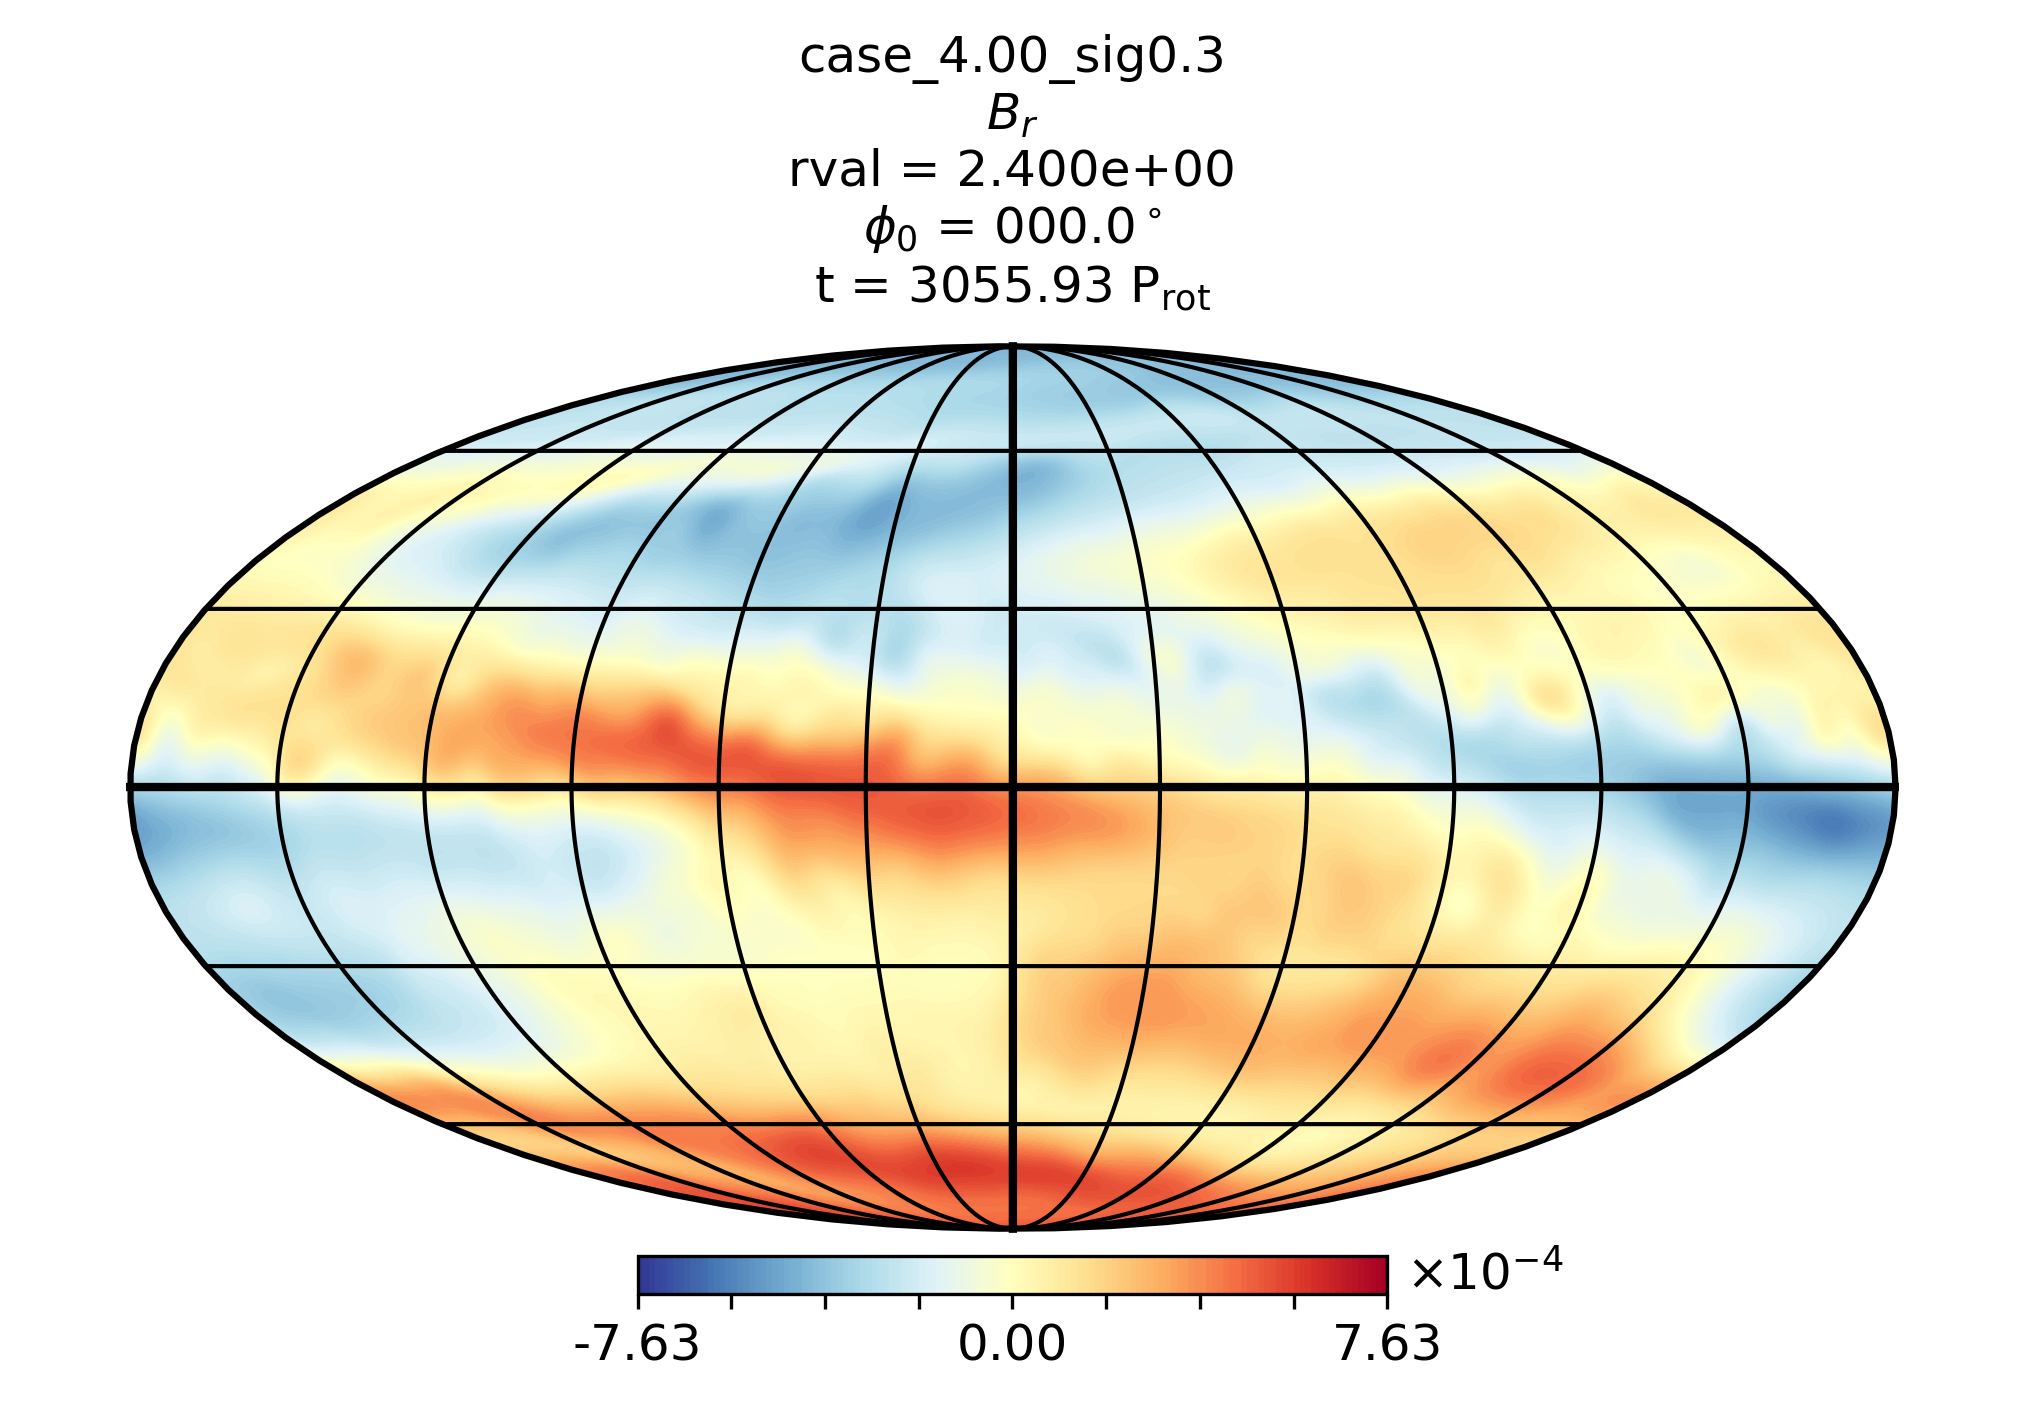 case_4.00_sig0.3
B_r
rval = 2.400e+00
ϕ₀ = 000.0°
t = 3055.93 P_rot
×10⁻⁴
-7.63 0.00 7.63